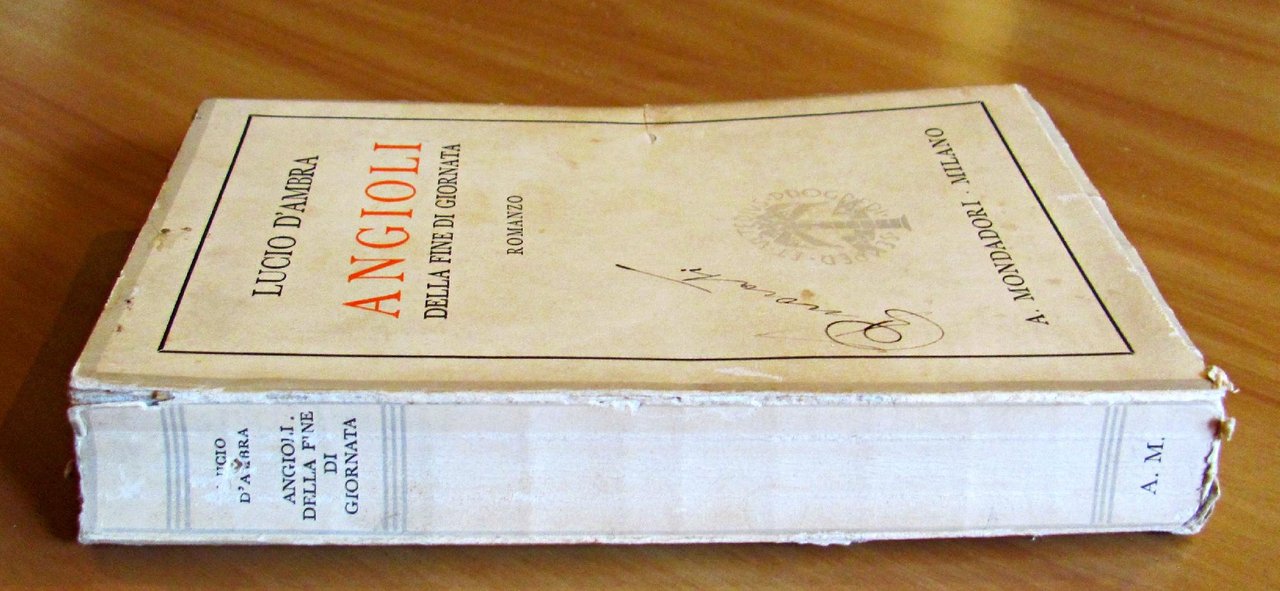 LUCIO D'AMBRA
ANGIOLI
DELLA FINE DI GIORNATA
ROMANZO
A. MONDADORI . MILANO
D'AMBRA
ANGIOLI
DELLA FINE
DI
GIORNATA
A. M.